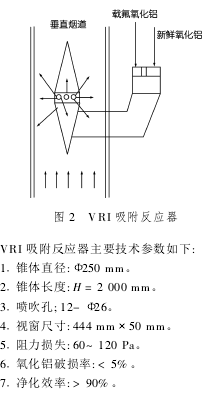 垂直烟道
载氟氧化铝
新鲜氧化铝
图 2 VRI 吸附反应器
VRI 吸附反应器主要技术参数如下:
1. 锥体直径: Φ250 mm。
2. 锥体长度: H = 2 000 mm。
3. 喷吹孔; 12- Φ26。
4. 视窗尺寸: 444 mm × 50 mm。
5. 阻力损失: 60~ 120 Pa。
6. 氧化铝破损率: < 5% 。
7. 净化效率: > 90% 。